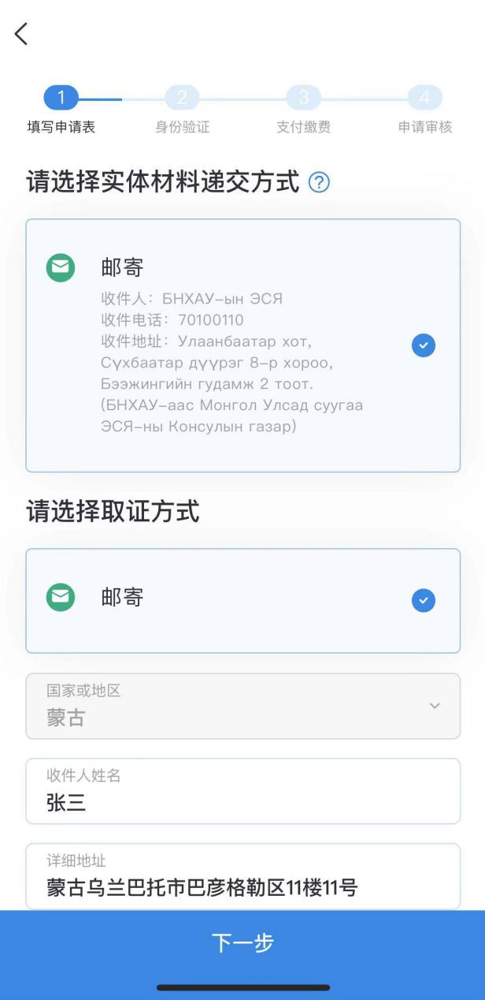 1
2
3
4
填写申请表
身份验证
支付缴费
申请审核
请选择实体材料递交方式 ?
邮寄
收件人：БНХАУ-ын ЭСЯ
收件电话：70100110
收件地址：Улаанбаатар хот,
Сүхбаатар дүүрэг 8-р хороо,
Бээжингийн гудамж 2 тоот.
(БНХАУ-аас Монгол Улсад суугаа
ЭСЯ-ны Консулын газар)
请选择取证方式
邮寄
国家或地区
蒙古
收件人姓名
张三
详细地址
蒙古乌兰巴托市巴彦格勒区11楼11号
下一步